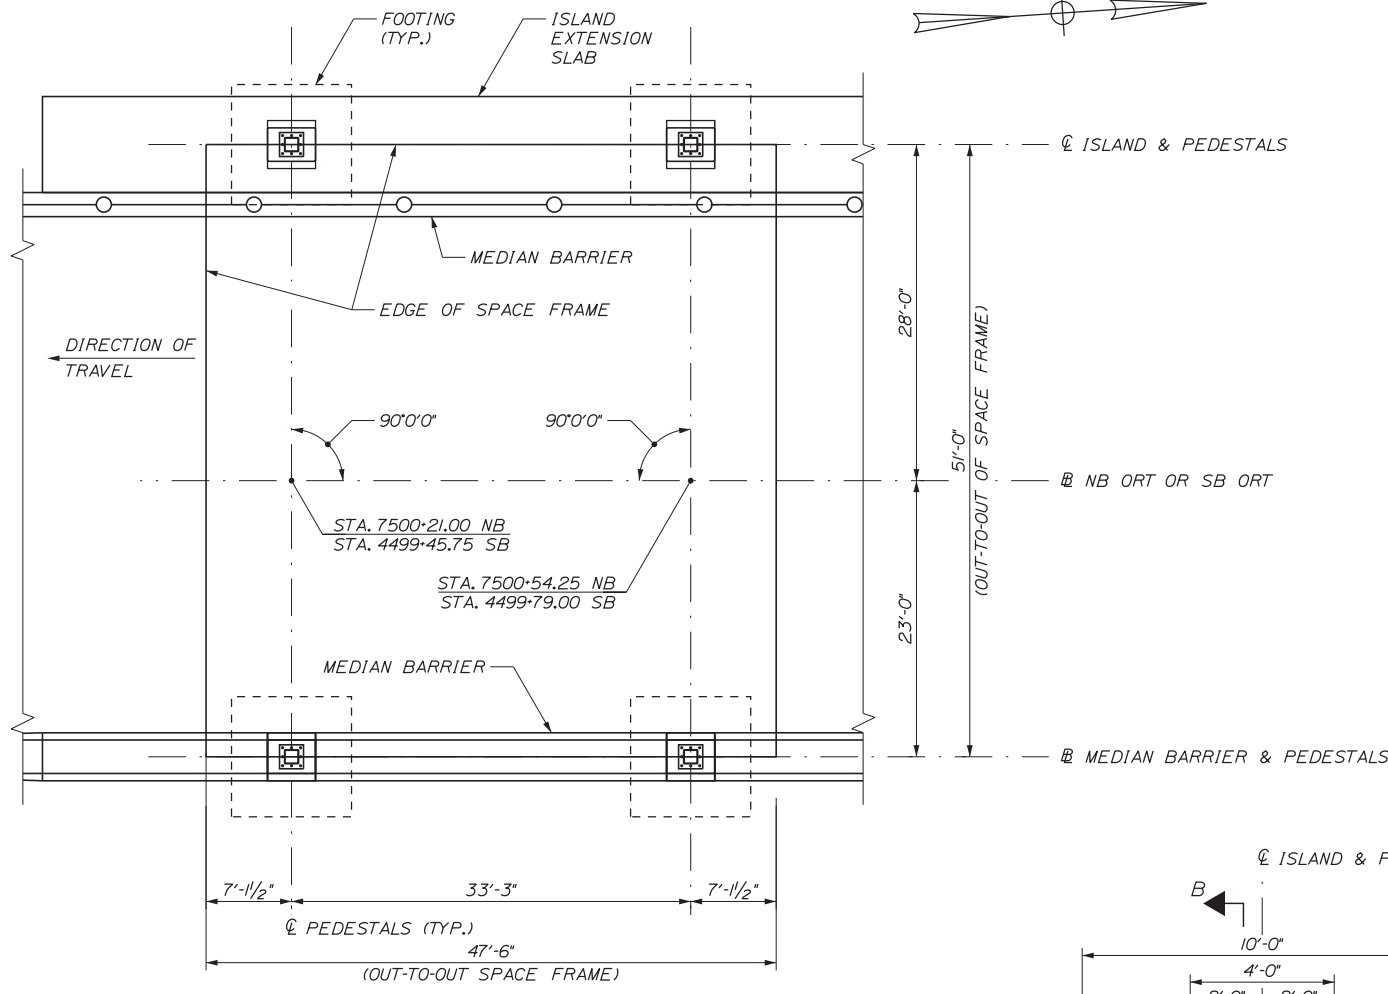 FOOTING
(TYP.)
ISLAND
EXTENSION
SLAB
℄ ISLAND & PEDESTALS
MEDIAN BARRIER
EDGE OF SPACE FRAME
DIRECTION OF
TRAVEL
28'-0"
51'-0"
(OUT-TO-OUT OF SPACE FRAME)
90°0'0"
90°0'0"
NB ORT OR SB ORT
STA. 7500+21.00 NB
STA. 4499+45.75 SB
STA. 7500+54.25 NB
STA. 4499+79.00 SB
23'-0"
MEDIAN BARRIER
MEDIAN BARRIER & PEDESTALS
7'-1½"
33'-3"
7'-1½"
℄ PEDESTALS (TYP.)
47'-6"
(OUT-TO-OUT SPACE FRAME)
℄ ISLAND &
B
10'-0"
4'-0"